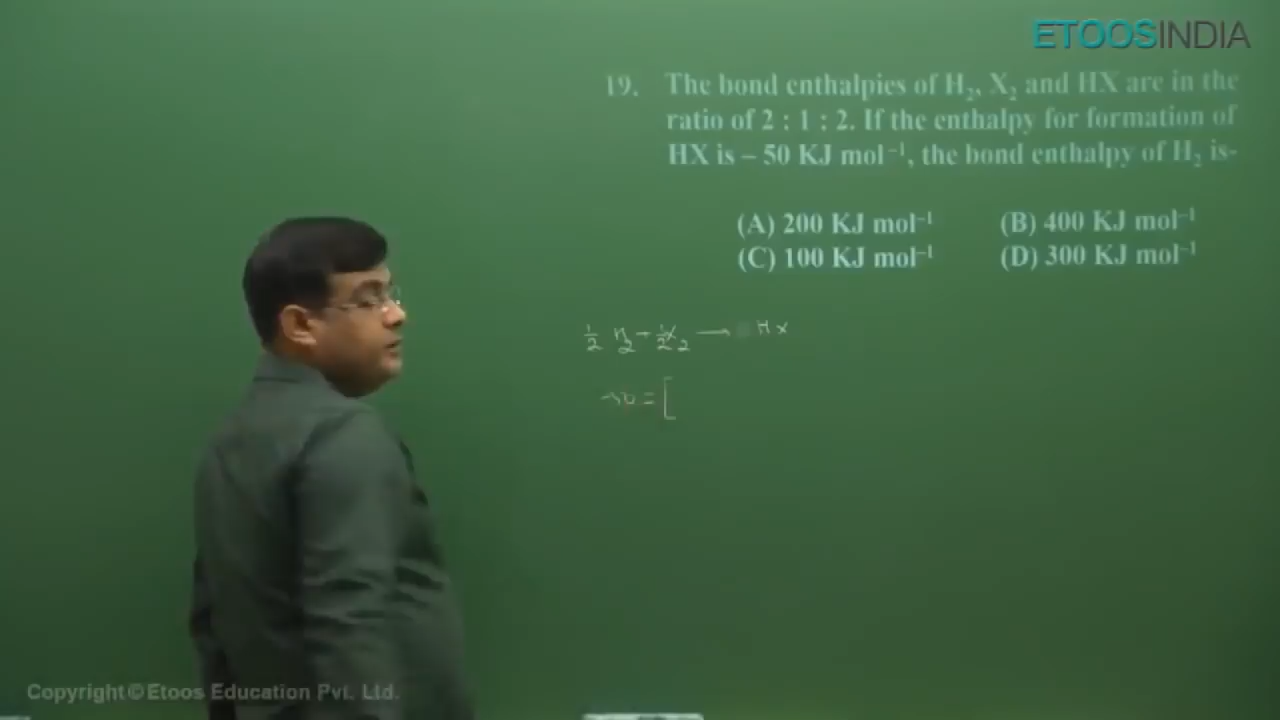 ETOOSINDIA
19. The bond enthalpies of H₂, X₂ and HX are in the
ratio of 2 : 1 : 2. If the enthalpy for formation of
HX is – 50 KJ mol⁻¹, the bond enthalpy of H₂ is-
(A) 200 KJ mol⁻¹ (B) 400 KJ mol⁻¹
(C) 100 KJ mol⁻¹ (D) 300 KJ mol⁻¹
½ H₂ + ½ X₂ → HX
= [
Copyright © Etoos Education Pvt. Ltd.